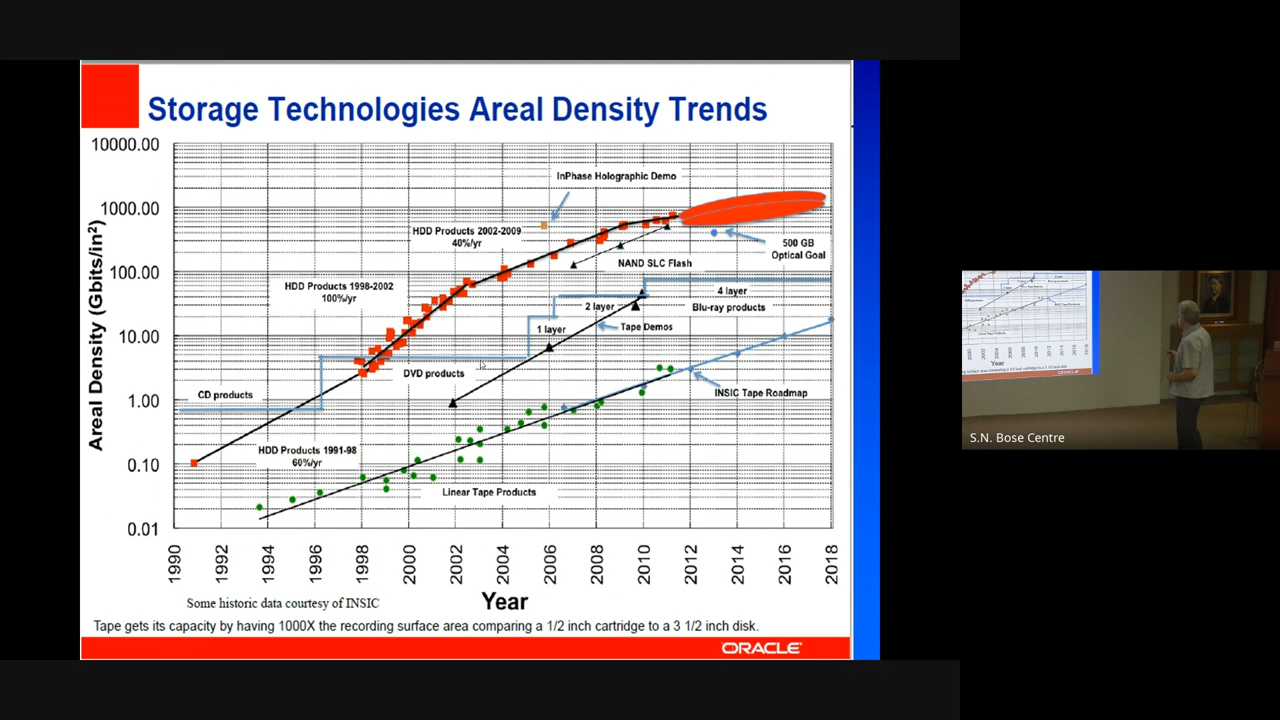 Storage Technologies Areal Density Trends
10000.00
1000.00
100.00
10.00
1.00
0.10
0.01
Areal Density (Gbits/in²)
InPhase Holographic Demo
HDD Products 2002-2009
40%/yr
500 GB
Optical Goal
NAND SLC Flash
HDD Products 1998-2002
100%/yr
4 layer
2 layer
Blu-ray products
1 layer
Tape Demos
DVD products
CD products
INSIC Tape Roadmap
HDD Products 1991-98
60%/yr
Linear Tape Products
1990
1992
1994
1996
1998
2000
2002
2004
2006
2008
2010
2012
2014
2016
2018
Some historic data courtesy of INSIC
Year
Tape gets its capacity by having 1000X the recording surface area comparing a 1/2 inch cartridge to a 3 1/2 inch disk.
ORACLE
S.N. Bose Centre